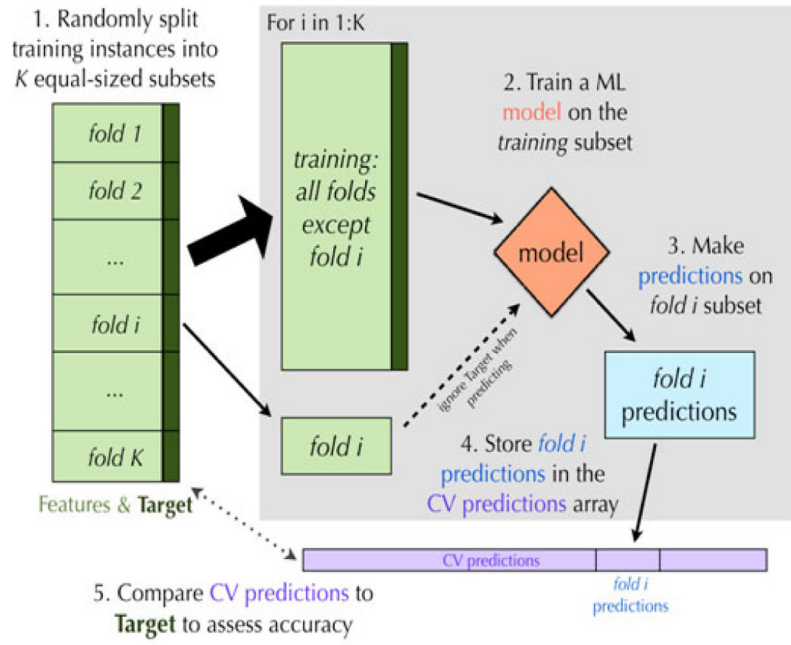 1. Randomly split
training instances into
K equal-sized subsets
fold 1
fold 2
...
fold i
...
fold K
Features & Target
For i in 1:K
training:
all folds
except
fold i
fold i
2. Train a ML
model on the
training subset
model
ignore Target when
predicting
3. Make
predictions on
fold i subset
fold i
predictions
4. Store fold i
predictions in the
CV predictions array
CV predictions
fold i
predictions
5. Compare CV predictions to
Target to assess accuracy